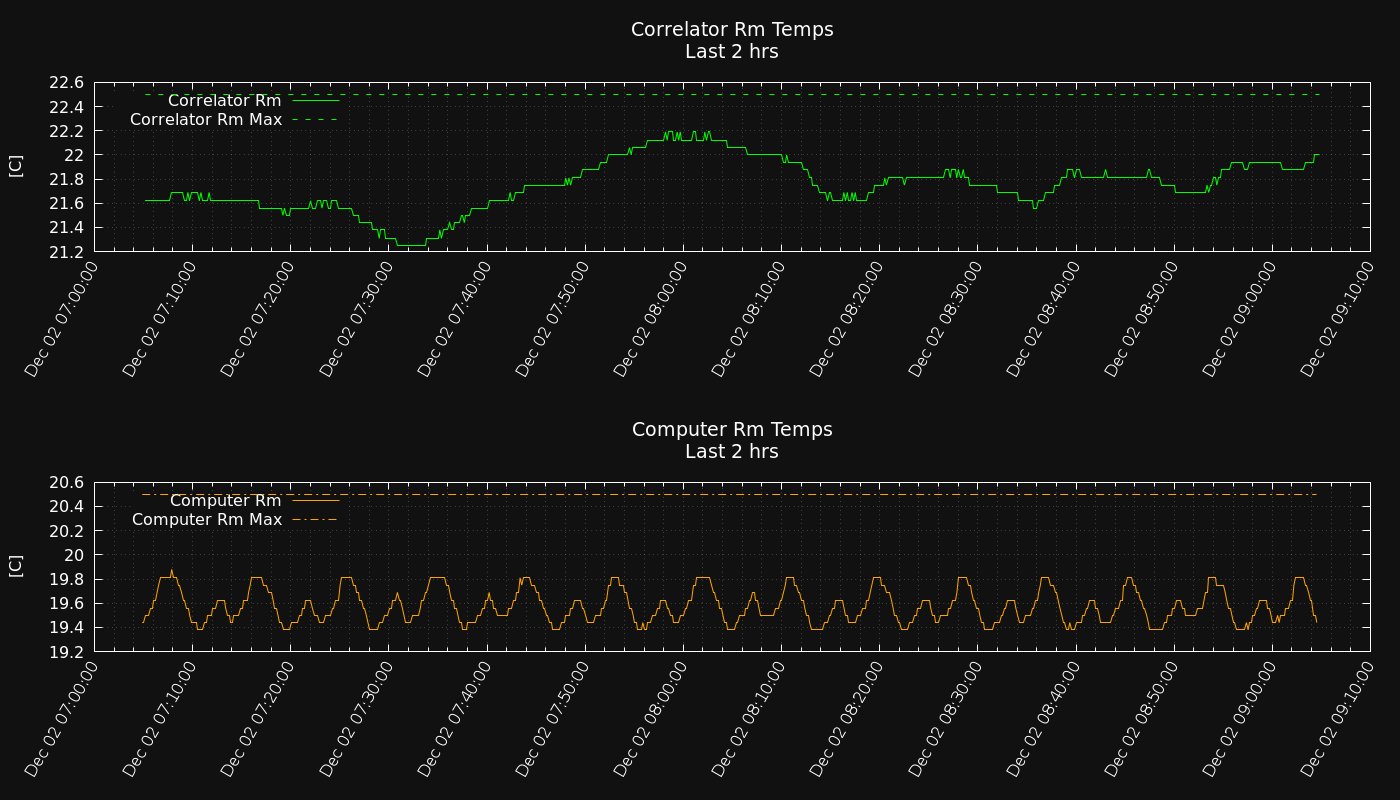 Correlator Rm Temps
Last 2 hrs
22.6
22.4
22.2
22
21.8
21.6
21.4
21.2
[C]
Correlator Rm
Correlator Rm Max
Dec 02 07:00:00
Dec 02 07:10:00
Dec 02 07:20:00
Dec 02 07:30:00
Dec 02 07:40:00
Dec 02 07:50:00
Dec 02 08:00:00
Dec 02 08:10:00
Dec 02 08:20:00
Dec 02 08:30:00
Dec 02 08:40:00
Dec 02 08:50:00
Dec 02 09:00:00
Dec 02 09:10:00
Computer Rm Temps
Last 2 hrs
20.6
20.4
20.2
20
19.8
19.6
19.4
19.2
[C]
Computer Rm
Computer Rm Max
Dec 02 07:00:00
Dec 02 07:10:00
Dec 02 07:20:00
Dec 02 07:30:00
Dec 02 07:40:00
Dec 02 07:50:00
Dec 02 08:00:00
Dec 02 08:10:00
Dec 02 08:20:00
Dec 02 08:30:00
Dec 02 08:40:00
Dec 02 08:50:00
Dec 02 09:00:00
Dec 02 09:10:00